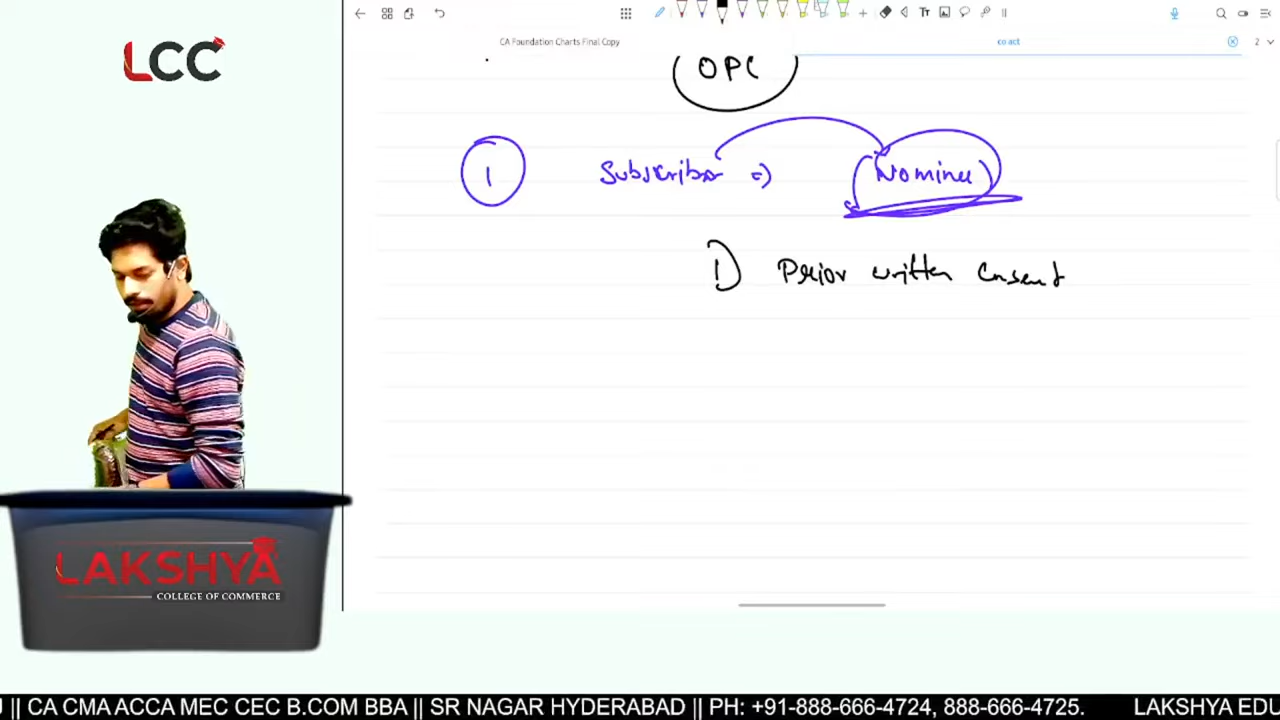 LCC
CA Foundation Charts Final Copy
co act
2
Tт
OPC
1 Subscriber => Nominee
1) Prior written consent
LAKSHYA
COLLEGE OF COMMERCE
U || CA CMA ACCA MEC CEC B.COM BBA || SR NAGAR HYDERABAD || PH: +91-888-666-4724, 888-666-4725. LAKSHYA EDU